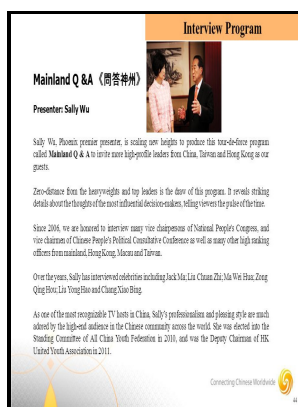 Interview Program
Mainland Q &A 《問答神州》
Presenter: Sally Wu
Sally Wu, Phoenix premier presenter, is scaling new heights to produce this tour-de-force program
called Mainland Q & A to invite more high-profile leaders from China, Taiwan and Hong Kong as our
guests.
Zero-distance from the heavyweights and top leaders is the draw of this program. It reveals striking
details about the thoughts of the most influential decision-makers, telling viewers the pulse of the time.
Since 2006, we are honored to interview many vice chairpersons of National People's Congress, and
vice chairmen of Chinese People's Political Consultative Conference as well as many other high ranking
officers from mainland, Hong Kong, Macau and Taiwan.
Over the years, Sally has interviewed celebrities including Jack Ma; Liu Chuan Zhi; Ma Wei Hua; Zong
Qing Hou; Liu Yong Hao and Chang Xiao Bing.
As one of the most recognizable TV hosts in China, Sally's professionalism and pleasing style are much
adored by the high-end audience in the Chinese community across the world. She was elected into the
Standing Committee of All China Youth Federation in 2010, and was the Deputy Chairman of HK
United Youth Association in 2011.
Connecting Chinese Worldwide
44